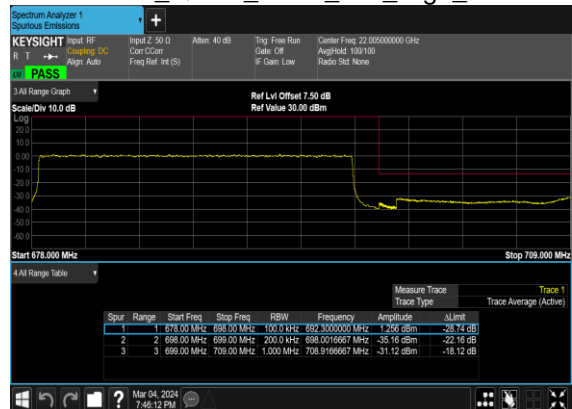 Spectrum Analyzer 1
Spurious Emissions
KEYSIGHT Input: RF Input Z: 50 Ω Atten: 40 dB Trig: Free Run Center Freq: 22.005000000 GHz
R T Coupling: DC Corr CCorr Gate: Off Avg|Hold: 100/100
Align: Auto Freq Ref: Int (S) IF Gain: Low Radio Std: None
PASS
3 All Range Graph
Ref Lvl Offset 7.50 dB
Scale/Div 10.0 dB Ref Value 30.00 dBm
Log
20.0
10.0
0.00
-10.0
-20.0
-30.0
-40.0
-50.0
-60.0
Start 678.000 MHz Stop 709.000 MHz
4 All Range Table
Measure Trace Trace 1
Trace Type Trace Average (Active)
Spur Range Start Freq Stop Freq RBW Frequency Amplitude ΔLimit
1 1 678.00 MHz 698.00 MHz 100.0 kHz 692.3000000 MHz 1.256 dBm -28.74 dB
2 2 698.00 MHz 699.00 MHz 200.0 kHz 698.0016667 MHz -35.16 dBm -22.16 dB
3 3 699.00 MHz 709.00 MHz 1.000 MHz 708.9166667 MHz -31.12 dBm -18.12 dB
Mar 04, 2024
7:46:12 PM